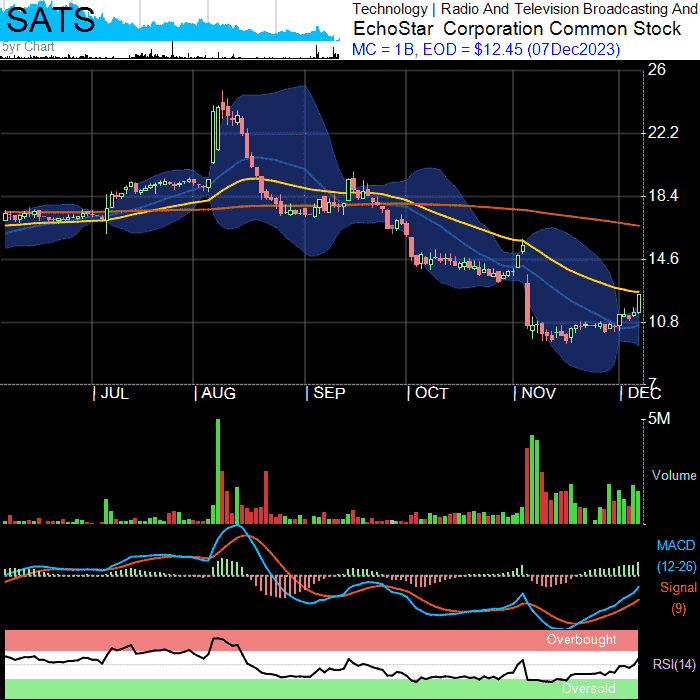 SATS
5yr Chart
Technology | Radio And Television Broadcasting And
EchoStar Corporation Common Stock
MC = 1B, EOD = $12.45 (07Dec2023)
26
22.2
18.4
14.6
10.8
7
| JUL | AUG | SEP | OCT | NOV | DEC
5M
Volume
MACD
(12-26)
Signal
(9)
Overbought
RSI(14)
Oversold